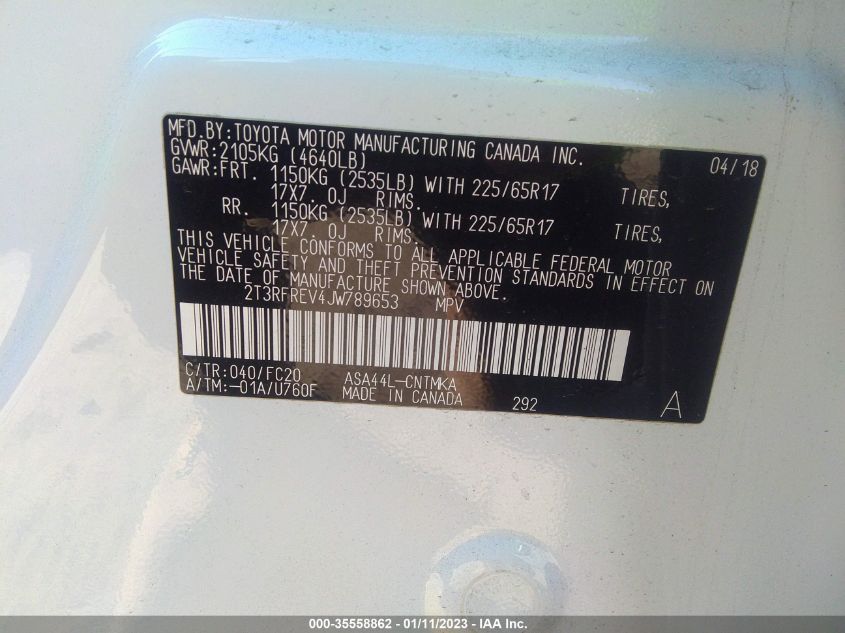 MFD.BY:TOYOTA MOTOR MANUFACTURING CANADA INC.
GVWR:2105KG (4640LB) 04/18
GAWR:FRT. 1150KG (2535LB) WITH 225/65R17 TIRES,
17X7. 0J RIMS.
RR. 1150KG (2535LB) WITH 225/65R17 TIRES,
17X7. 0J RIMS.
THIS VEHICLE CONFORMS TO ALL APPLICABLE FEDERAL MOTOR
VEHICLE SAFETY AND THEFT PREVENTION STANDARDS IN EFFECT ON
THE DATE OF MANUFACTURE SHOWN ABOVE.
2T3RFREV4JW789653 MPV
C/TR:040/FC20 ASA44L-CNTMKA
A/TM:-01A/U760F MADE IN CANADA 292 A
000-35558862 - 01/11/2023 - IAA Inc.